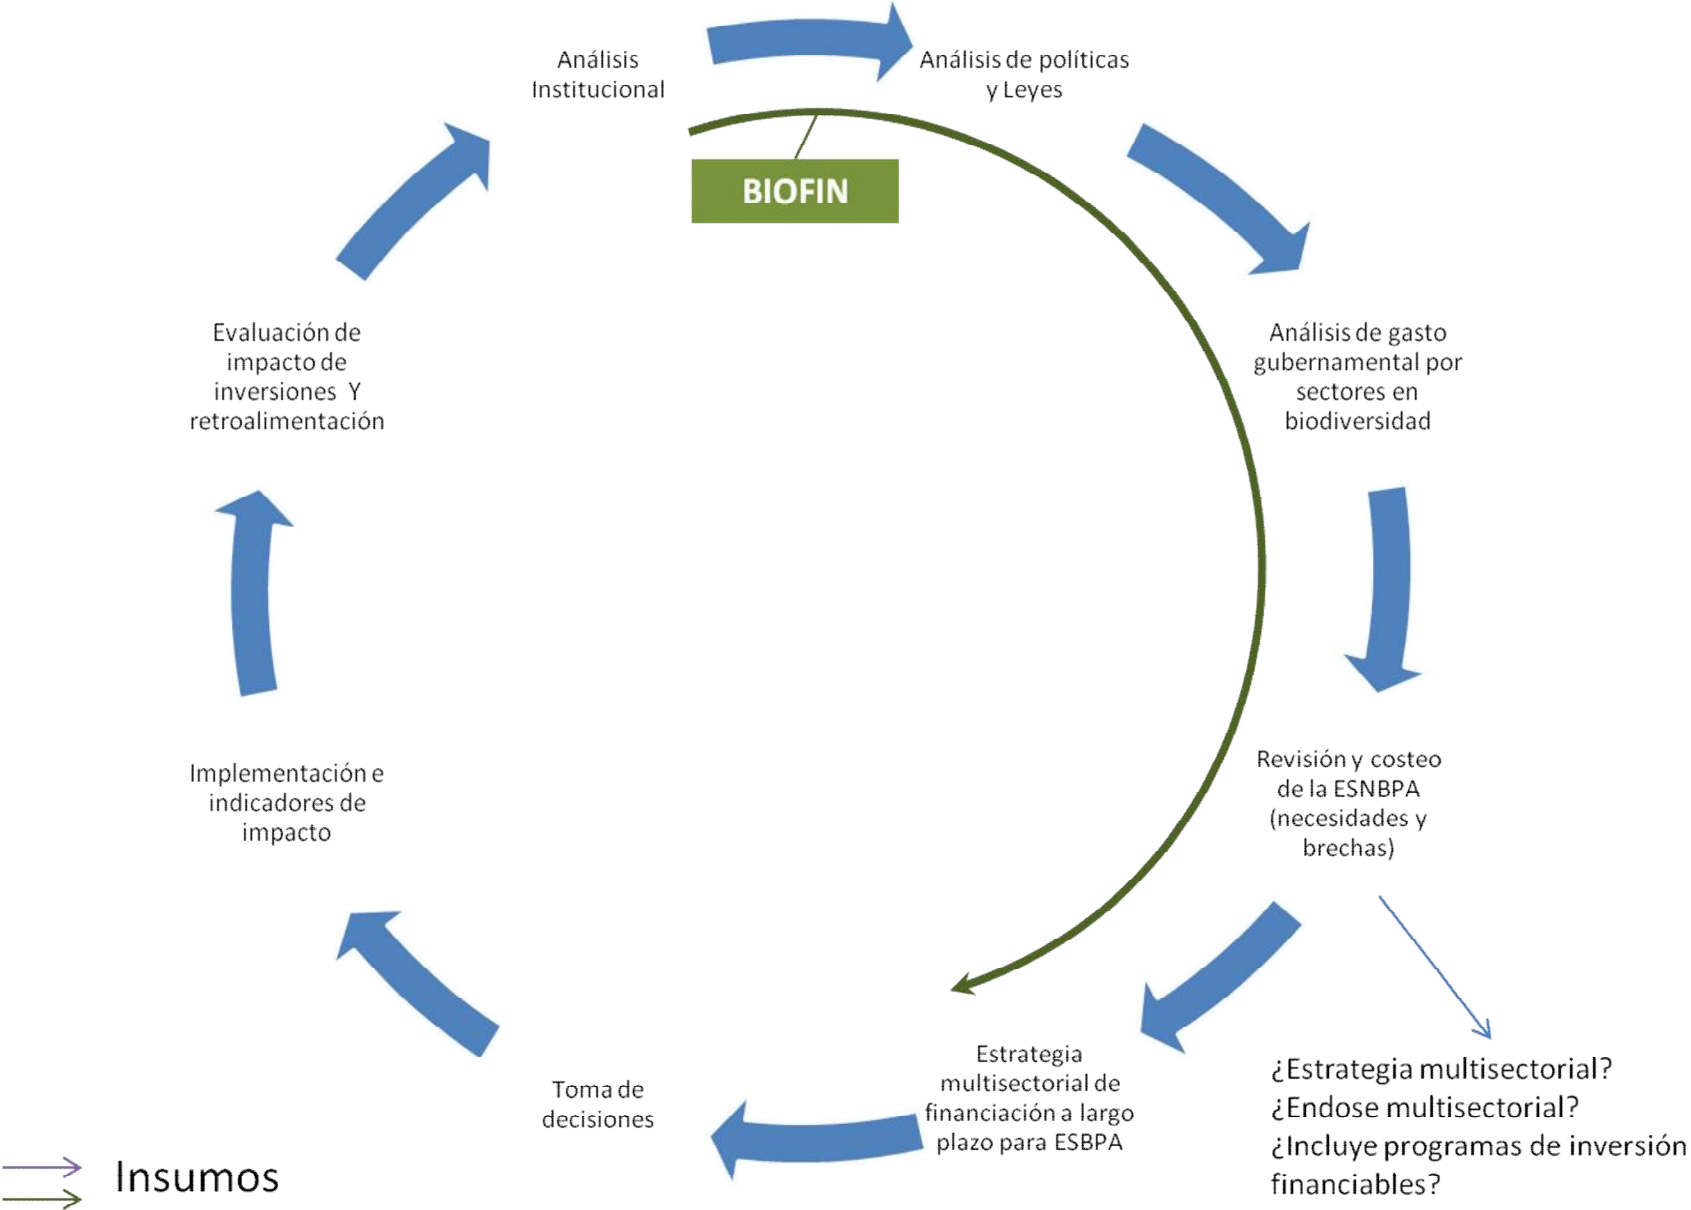 Análisis
Institucional
Análisis de políticas
y Leyes
BIOFIN
Análisis de gasto
gubernamental por
sectores en
biodiversidad
Revisión y costeo
de la ESNBPA
(necesidades y
brechas)
¿Estrategia multisectorial?
¿Endose multisectorial?
¿Incluye programas de inversión
financiables?
Estrategia
multisectorial de
financiación a largo
plazo para ESBPA
Toma de
decisiones
Implementación e
indicadores de
impacto
Evaluación de
impacto de
inversiones Y
retroalimentación
Insumos